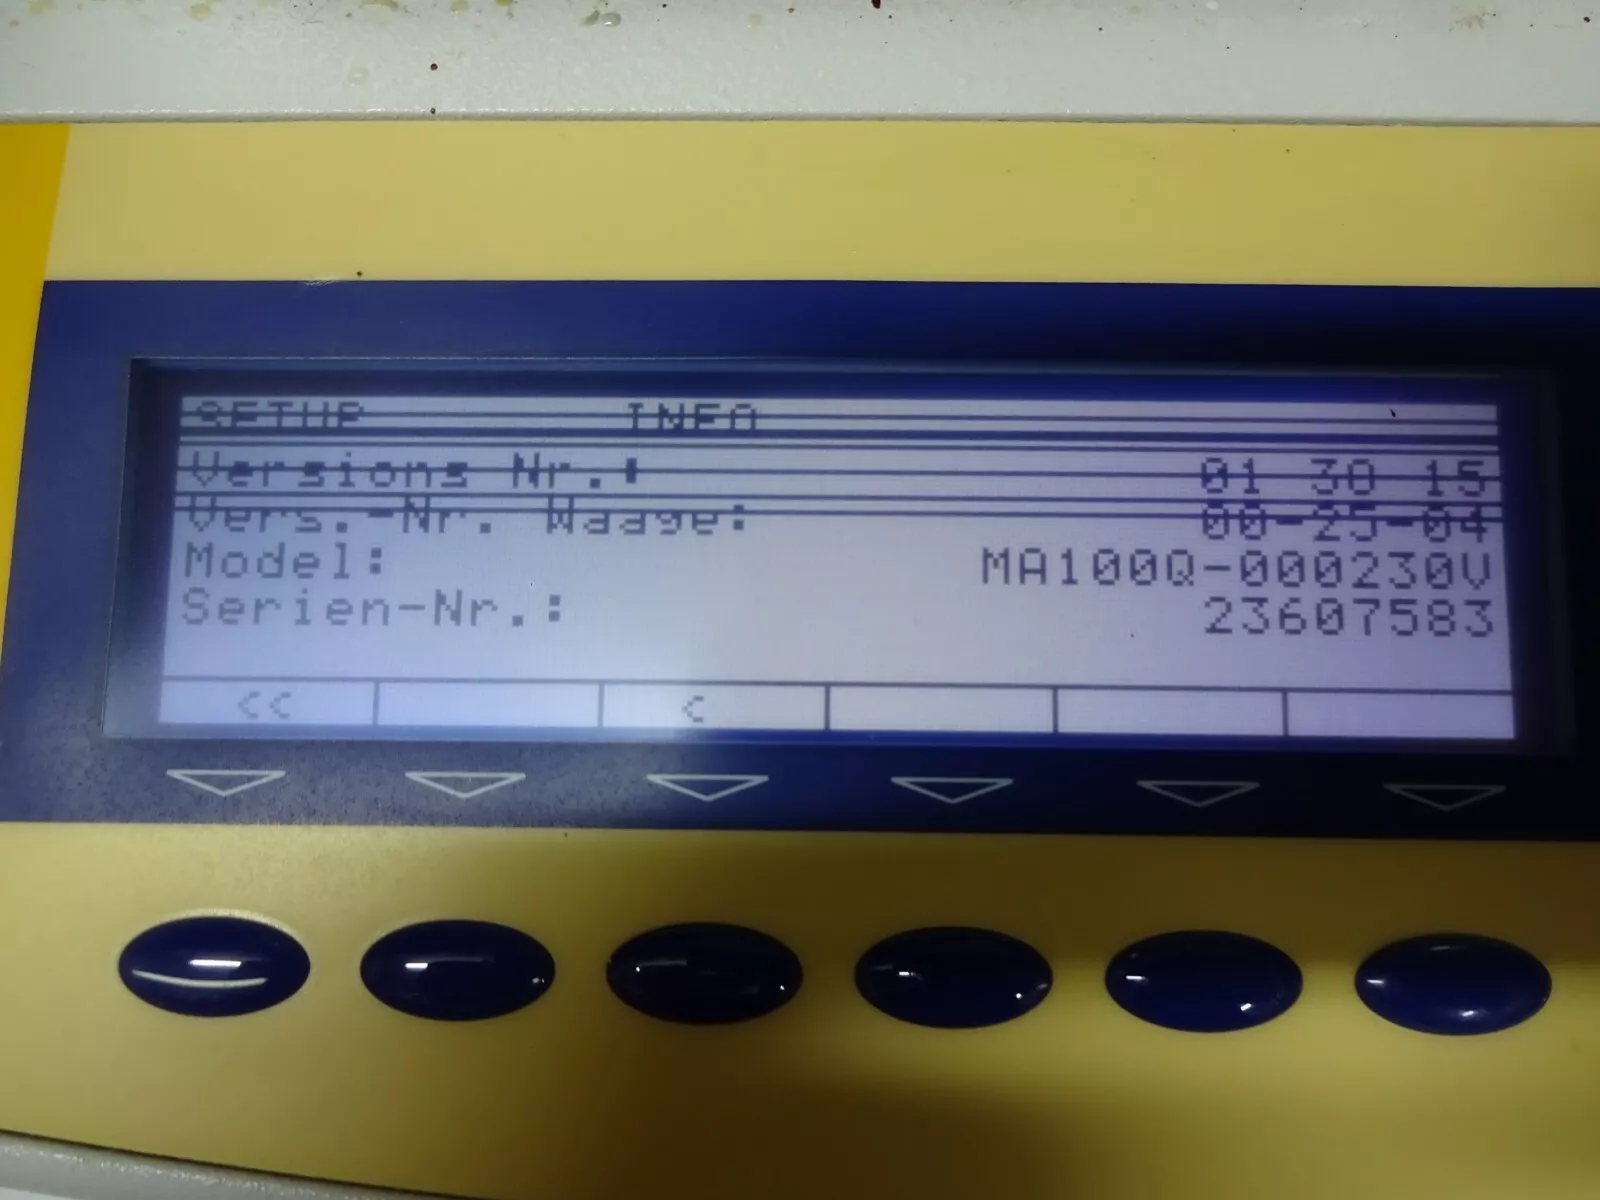 SETUP INFO
Versions Nr.: 01 30 15
Vers.-Nr. Waage: 00-25-04
Model: MA100Q-000230V
Serien-Nr.: 23607583
<< <